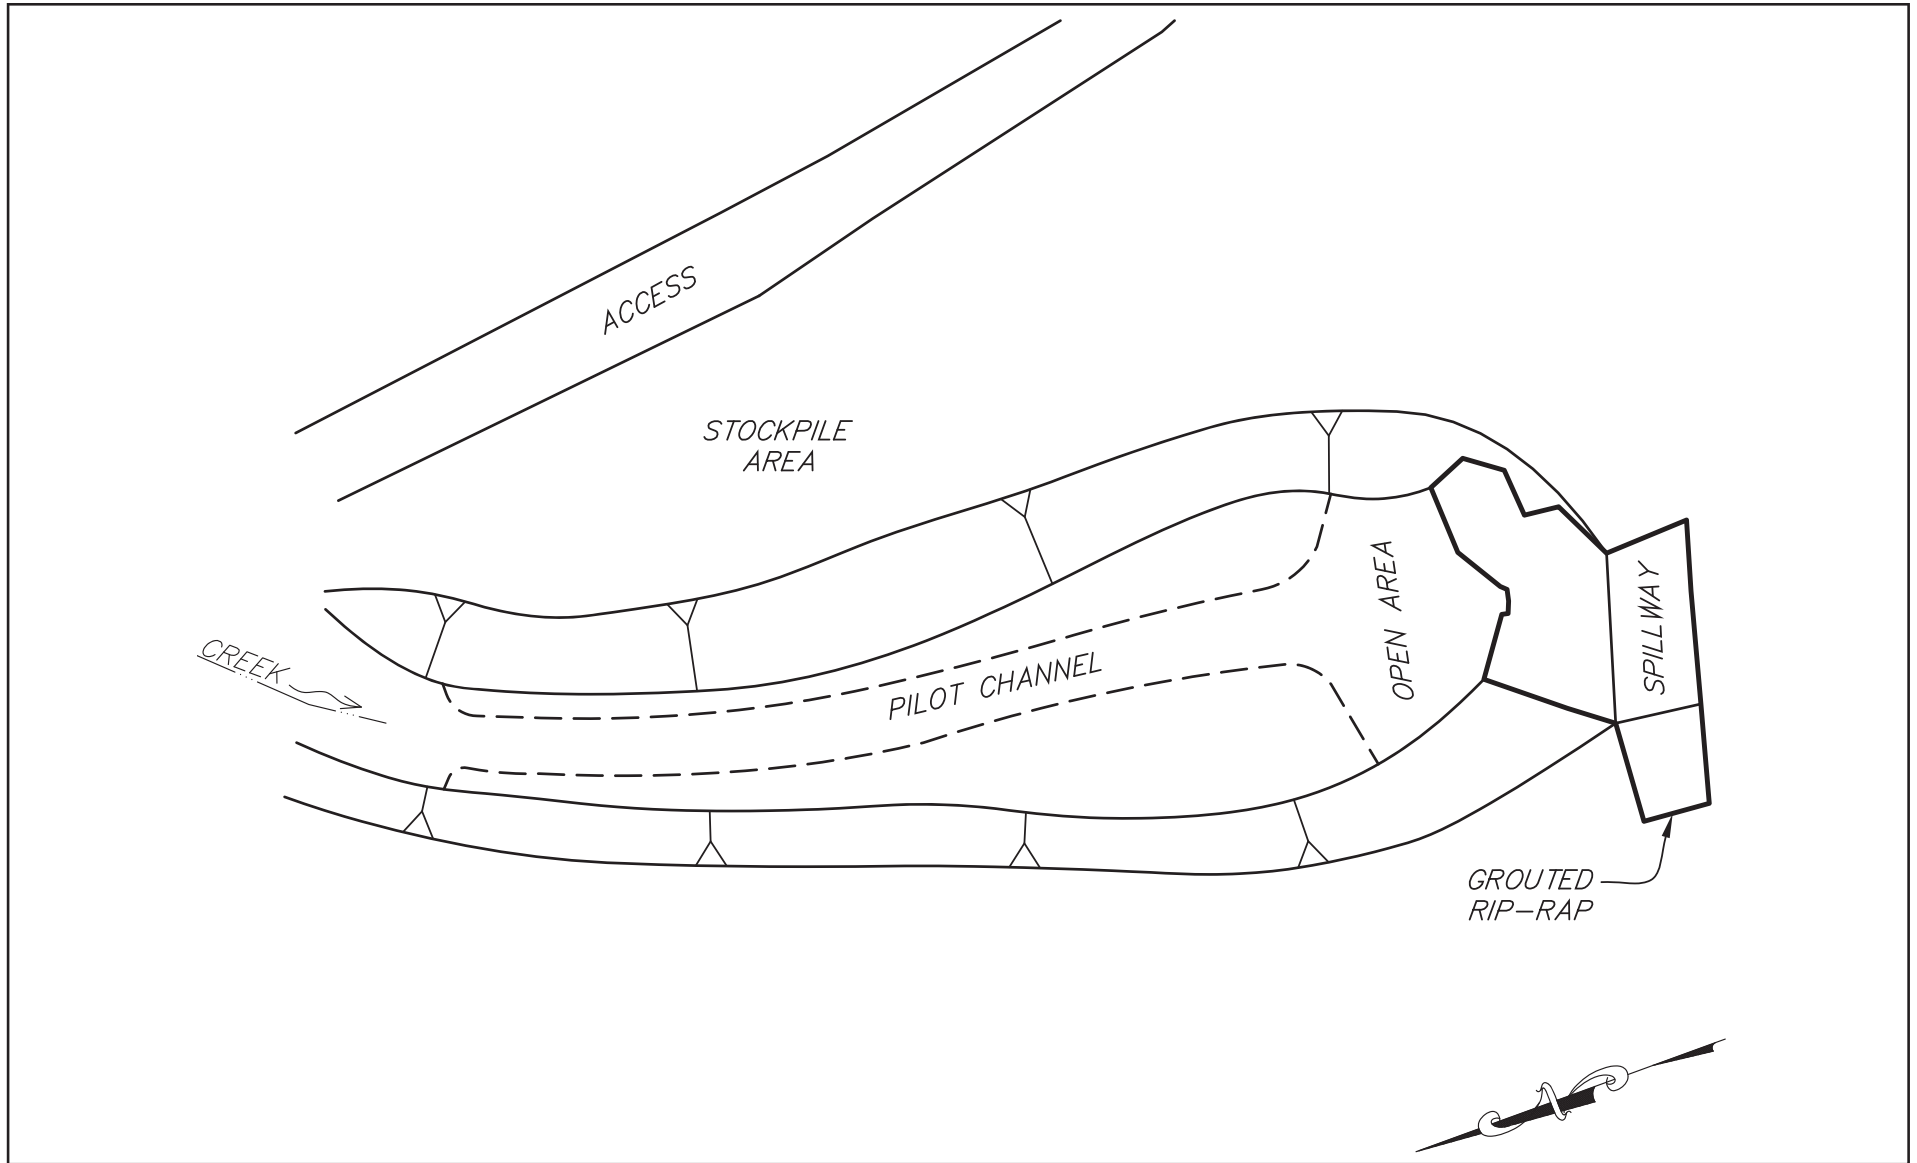 ACCESS
STOCKPILE
AREA
CREEK
PILOT CHANNEL
OPEN AREA
SPILLWAY
GROUTED
RIP-RAP
N